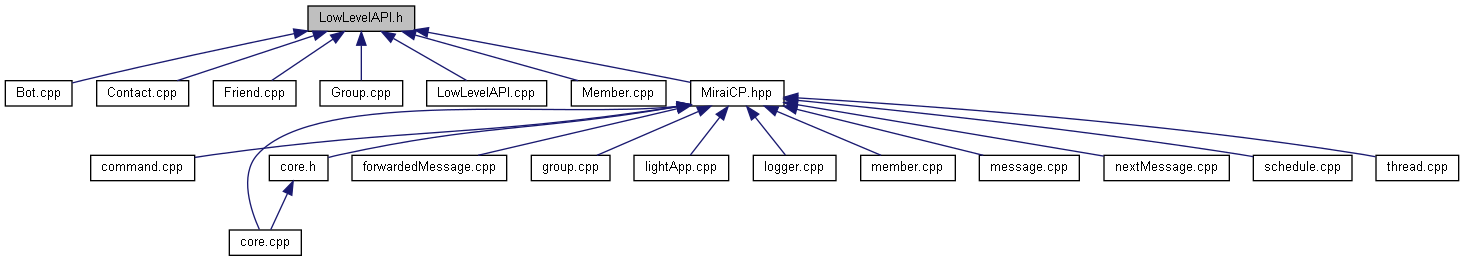 LowLevelAPI.h
Bot.cpp
Contact.cpp
Friend.cpp
Group.cpp
LowLevelAPI.cpp
Member.cpp
MiraiCP.hpp
command.cpp
core.h
forwardedMessage.cpp
group.cpp
lightApp.cpp
logger.cpp
member.cpp
message.cpp
nextMessage.cpp
schedule.cpp
thread.cpp
core.cpp